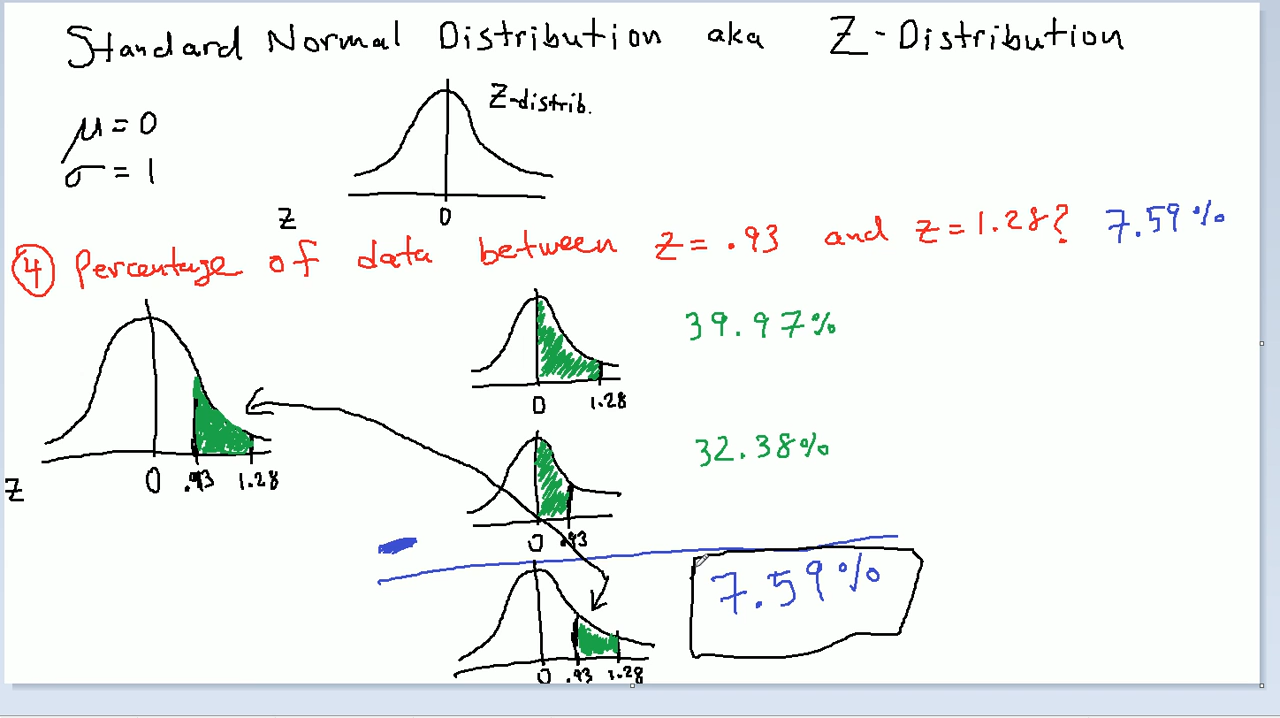 Standard Normal Distribution aka Z-Distribution
Z-distrib.
μ = 0
σ = 1
Z
0
④ Percentage of data between z = .93 and z = 1.28? 7.59%
39.97%
0 1.28
32.38%
Z
0 .93 1.28
0 .93
7.59%
0 .93 1.28